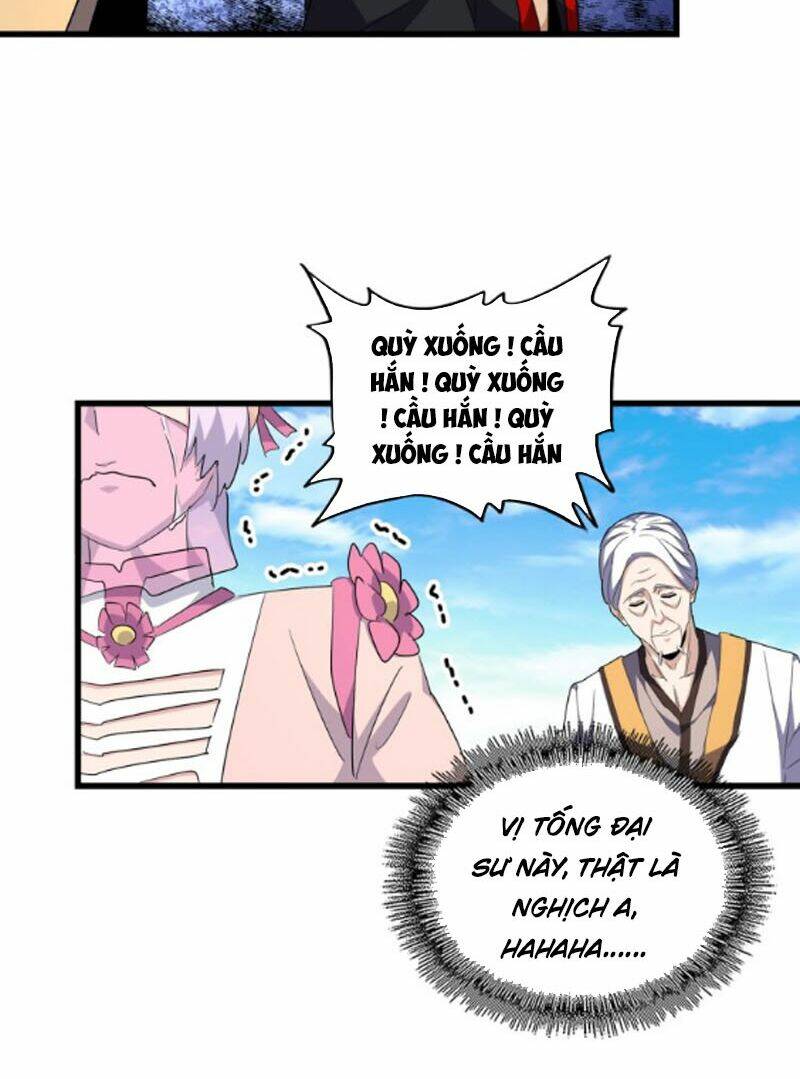 QUỲ XUỐNG ! CẦU
HẮN ! QUỲ XUỐNG
! CẦU HẮN ! QUỲ
XUỐNG ! CẦU HẮN
VỊ TỐNG ĐẠI
SƯ NÀY, THẬT LÀ
NGHỊCH A,
HAHAHA......